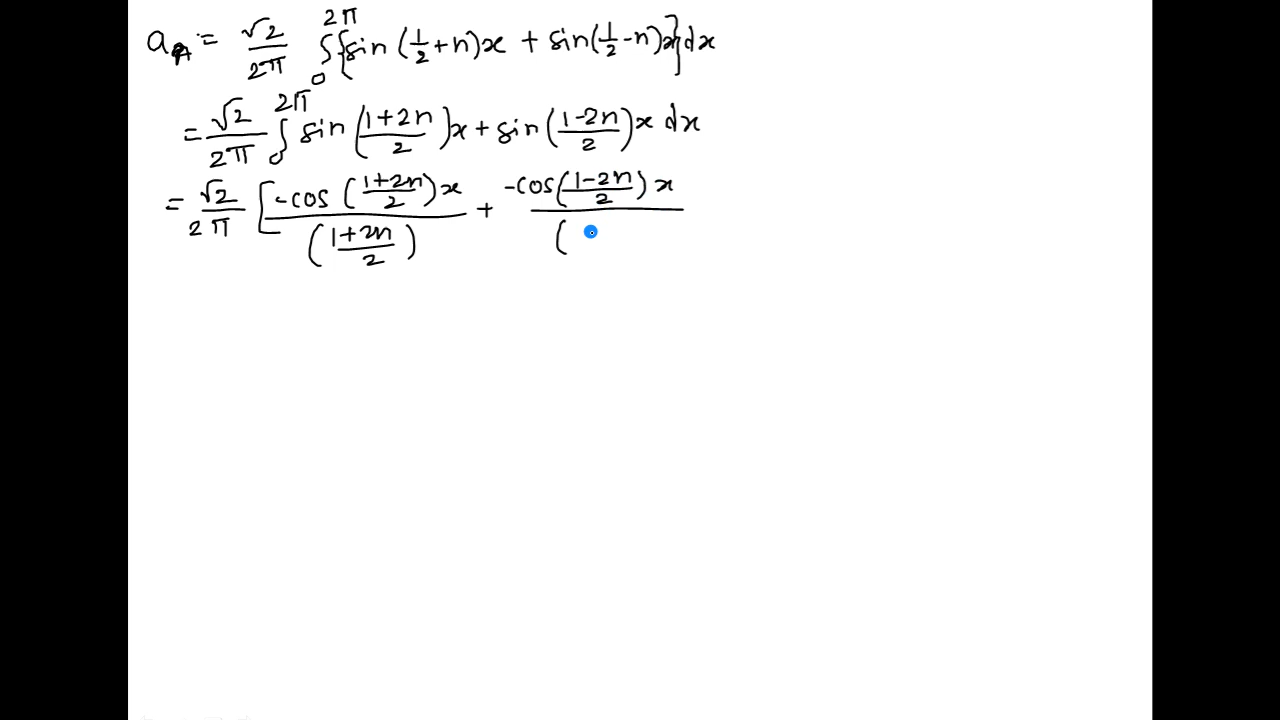 aₙ = √2/2π ∫₀^2π {sin(1/2+n)x + sin(1/2-n)x}dx
= √2/2π ∫₀^2π sin(1+2n/2)x + sin(1-2n/2)x dx
= √2/2π [-cos(1+2n/2)x/(1+2n/2) + -cos(1-2n/2)x/(